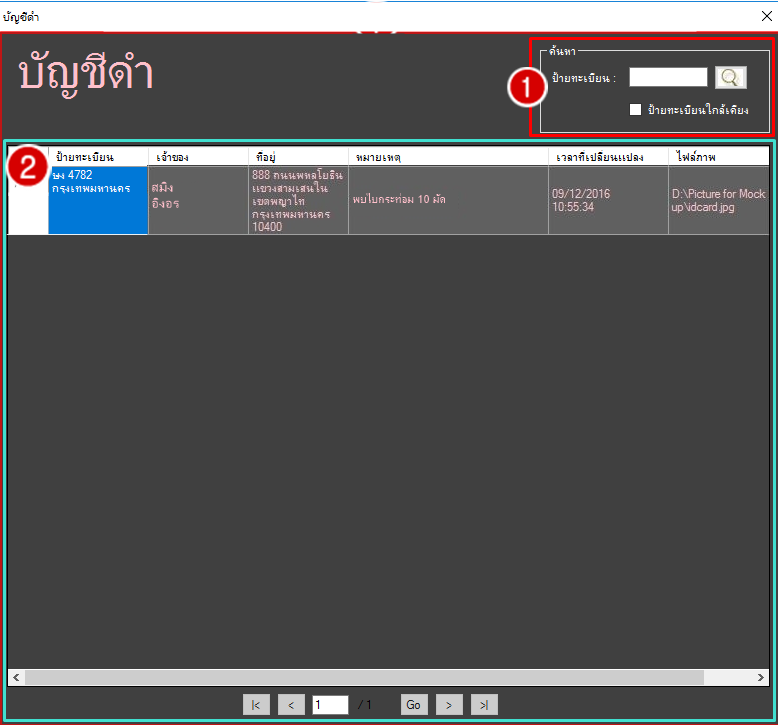 บัญชีดำ
บัญชีดำ
ค้นหา
1
ป้ายทะเบียน :
ป้ายทะเบียนใกล้เคียง
2
ป้ายทะเบียน เจ้าของ ที่อยู่ หมายเหตุ เวลาที่เปลี่ยนแปลง ไฟล์ภาพ
ษง 4782
กรุงเทพมหานคร
สมิง
อิงอร
888 ถนนพหลโยธิน
แขวงสามเสนใน
เขตพญาไท
กรุงเทพมหานคร
10400
พบใบกระท่อม 10 มัด
09/12/2016
10:55:34
D:\Picture for Mock
up\idcard.jpg
|< < 1 / 1 Go > >|